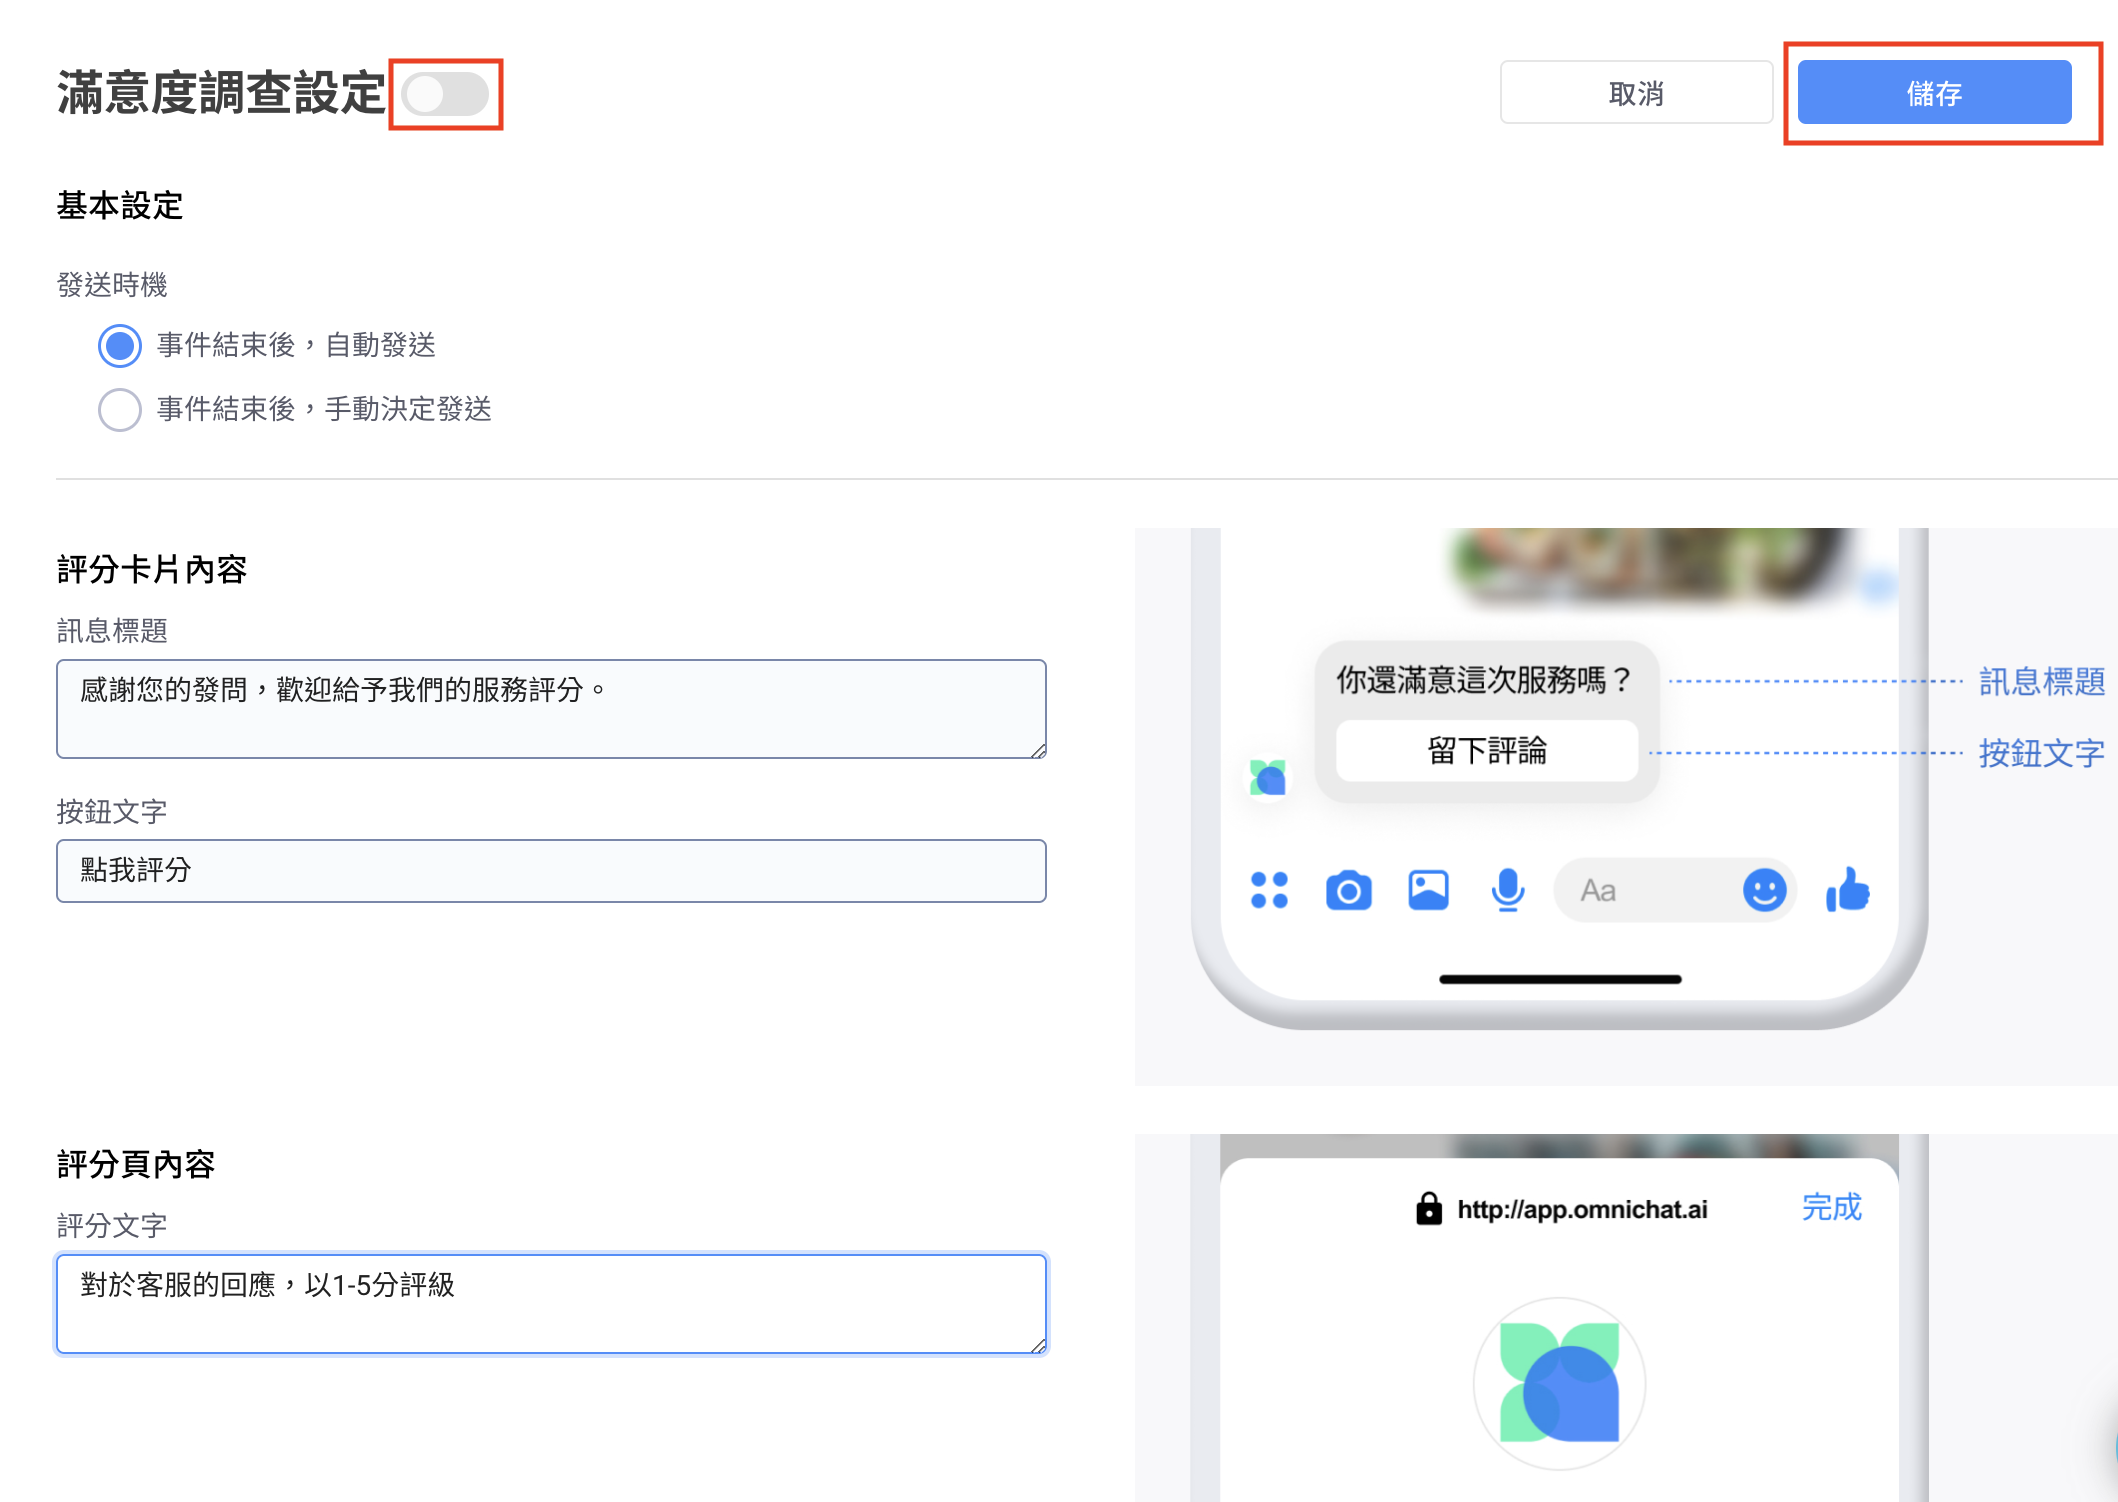 滿意度調查設定
取消
儲存
基本設定
發送時機
事件結束後，自動發送
事件結束後，手動決定發送
評分卡片內容
訊息標題
感謝您的發問，歡迎給予我們的服務評分。
按鈕文字
點我評分
你還滿意這次服務嗎？
訊息標題
留下評論
按鈕文字
Aa
評分頁內容
評分文字
對於客服的回應，以1-5分評級
http://app.omnichat.ai
完成